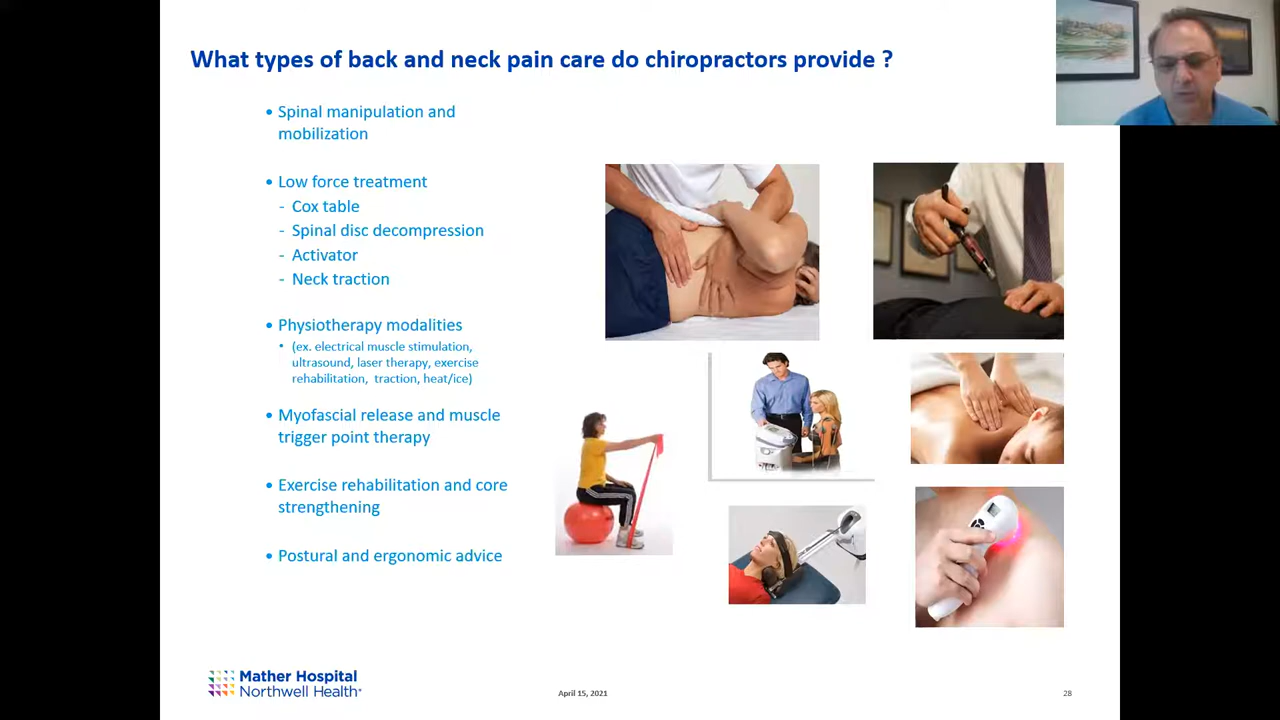 What types of back and neck pain care do chiropractors provide ?
• Spinal manipulation and
mobilization
• Low force treatment
- Cox table
- Spinal disc decompression
- Activator
- Neck traction
• Physiotherapy modalities
• (ex. electrical muscle stimulation,
ultrasound, laser therapy, exercise
rehabilitation, traction, heat/ice)
• Myofascial release and muscle
trigger point therapy
• Exercise rehabilitation and core
strengthening
• Postural and ergonomic advice
Mather Hospital
Northwell Health®
April 15, 2021
28